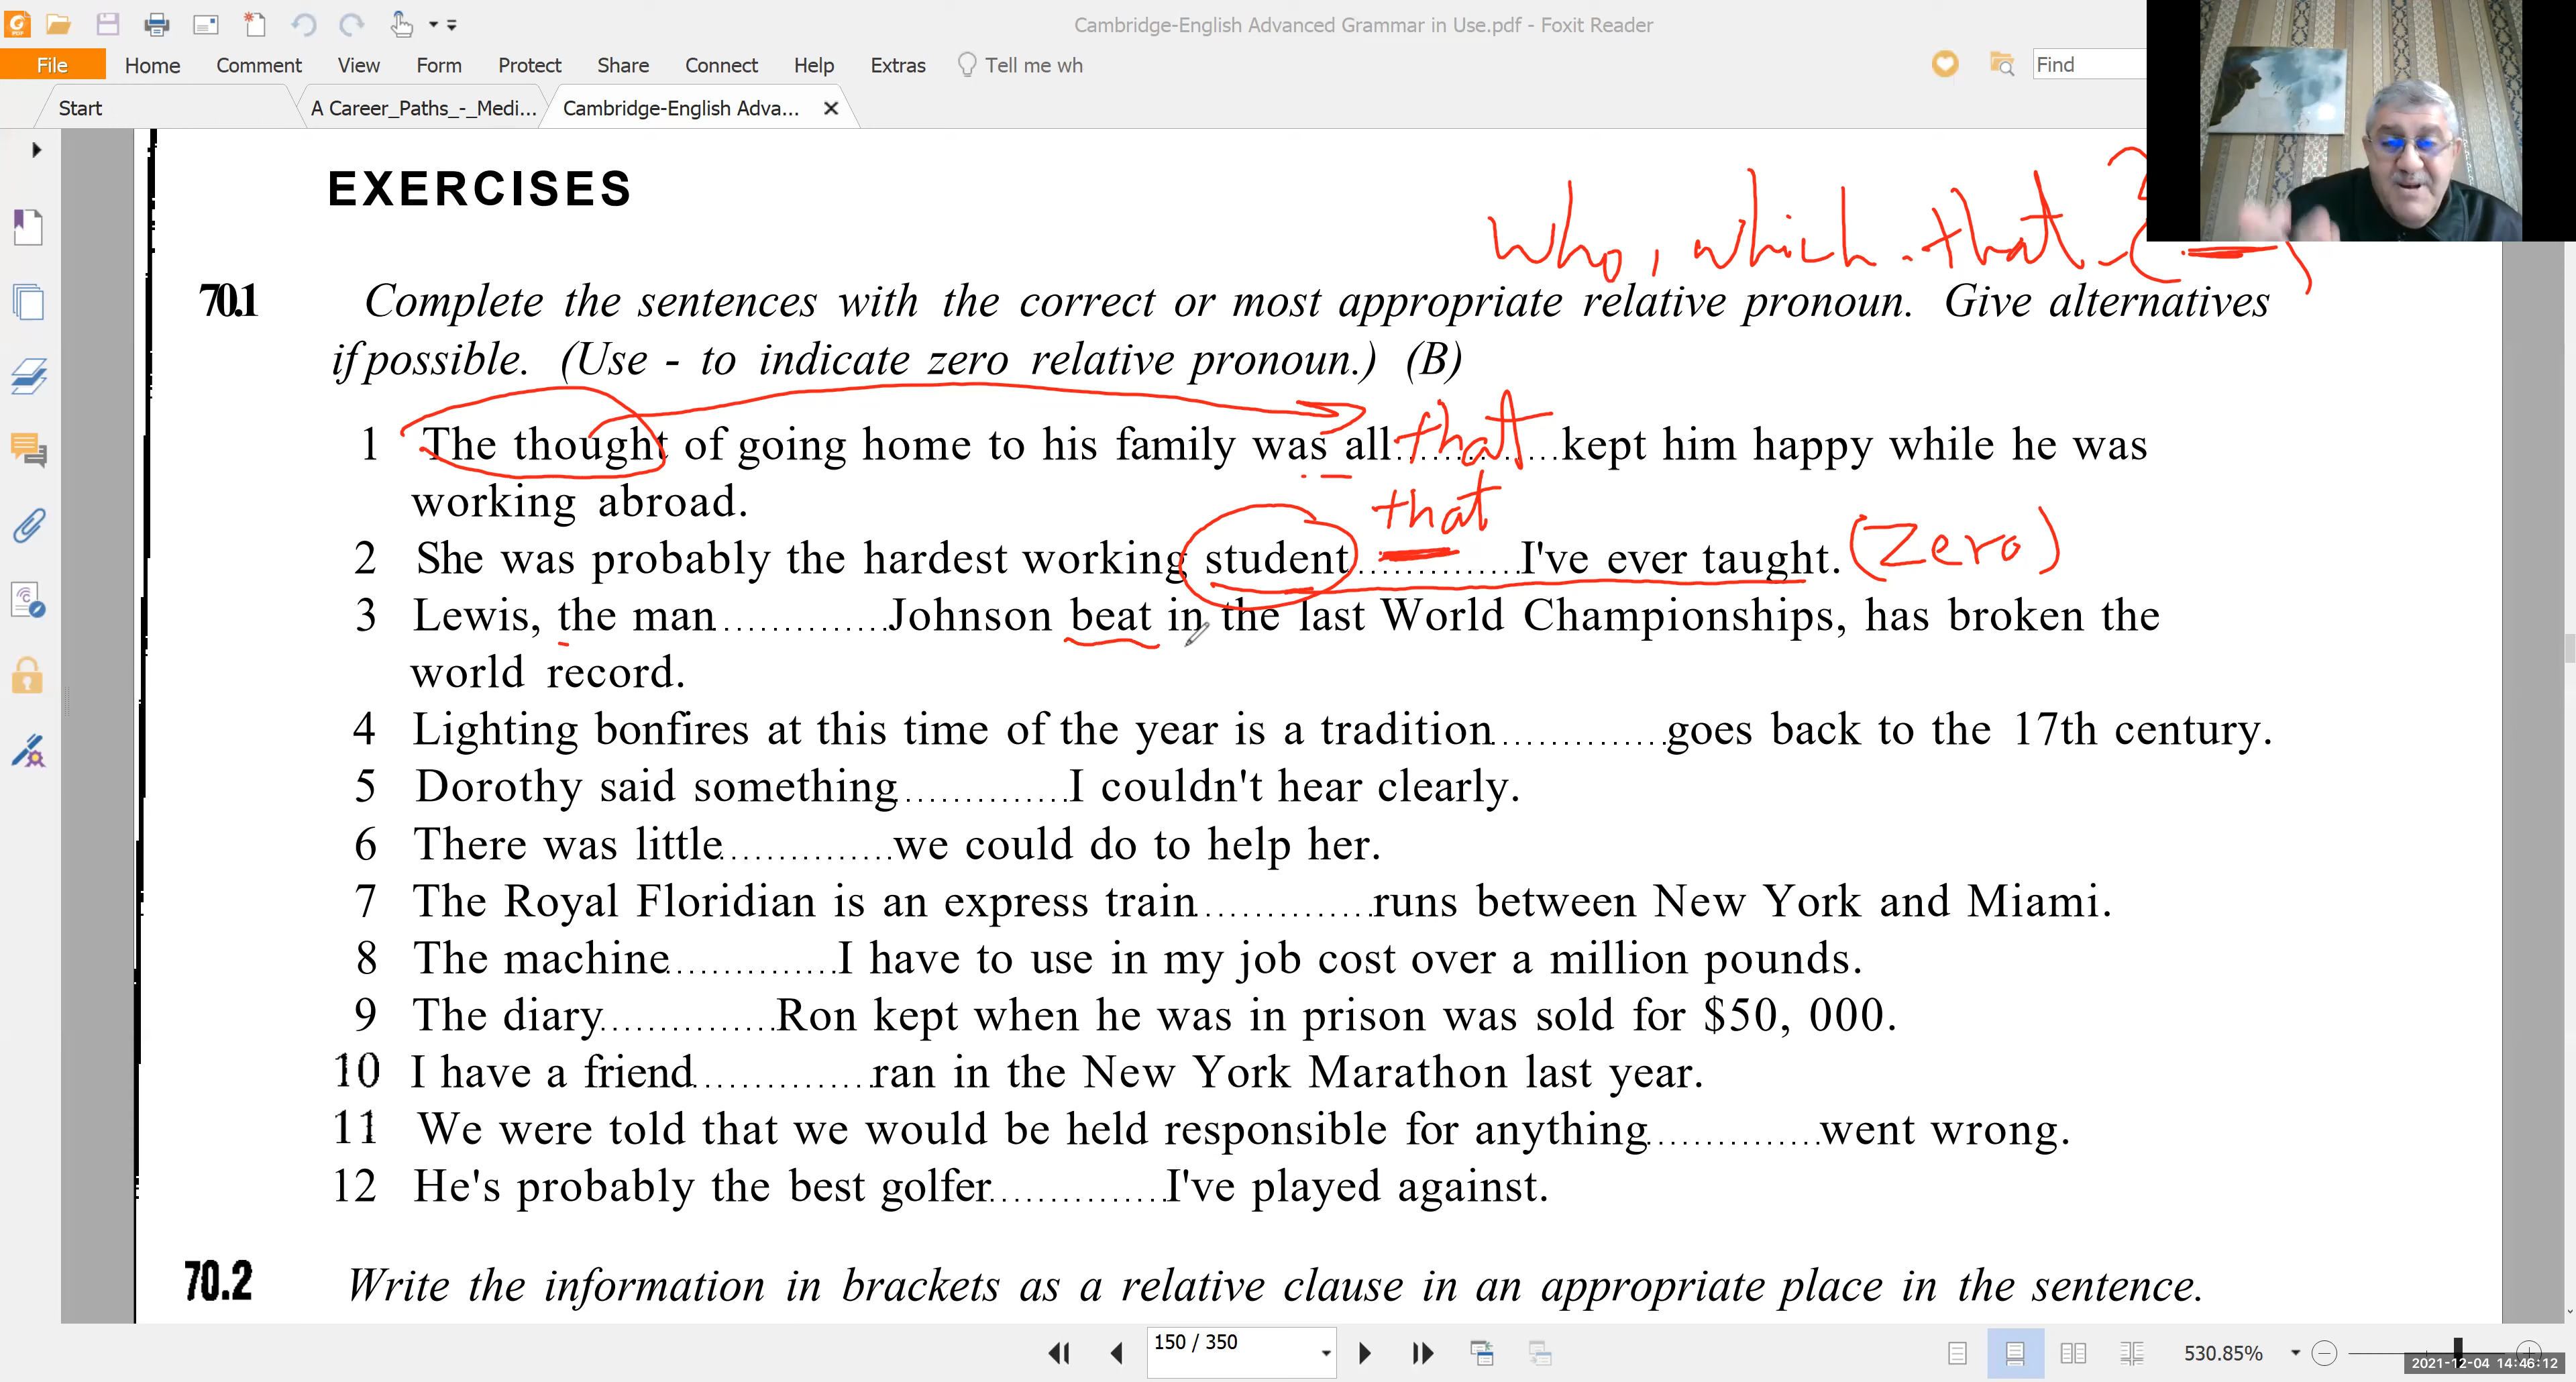 Cambridge-English Advanced Grammar in Use.pdf - Foxit Reader
File Home Comment View Form Protect Share Connect Help Extras Tell me wh Find
Start A Career_Paths_-_Medi... Cambridge-English Adva...
EXERCISES
who, which - that -
70.1 Complete the sentences with the correct or most appropriate relative pronoun. Give alternatives
if possible. (Use - to indicate zero relative pronoun.) (B)
1 The thought of going home to his family was all that kept him happy while he was
working abroad.
that
2 She was probably the hardest working student..............I've ever taught. (Zero)
3 Lewis, the man..............Johnson beat in the last World Championships, has broken the
world record.
4 Lighting bonfires at this time of the year is a tradition..............goes back to the 17th century.
5 Dorothy said something..............I couldn't hear clearly.
6 There was little..............we could do to help her.
7 The Royal Floridian is an express train..............runs between New York and Miami.
8 The machine..............I have to use in my job cost over a million pounds.
9 The diary..............Ron kept when he was in prison was sold for $50, 000.
10 I have a friend..............ran in the New York Marathon last year.
11 We were told that we would be held responsible for anything..............went wrong.
12 He's probably the best golfer..............I've played against.
70.2 Write the information in brackets as a relative clause in an appropriate place in the sentence.
150 / 350 530.85%
2021-12-04 14:46:12